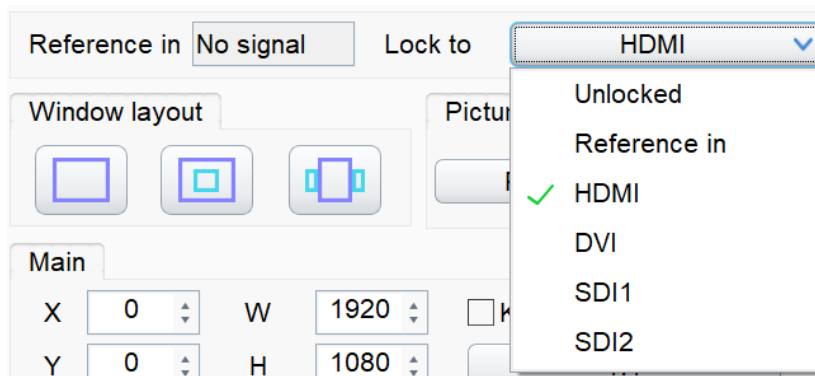 Reference in No signal Lock to HDMI
Unlocked
Reference in
HDMI
DVI
SDI1
SDI2
Window layout
Main
X 0 W 1920
Y 0 H 1080